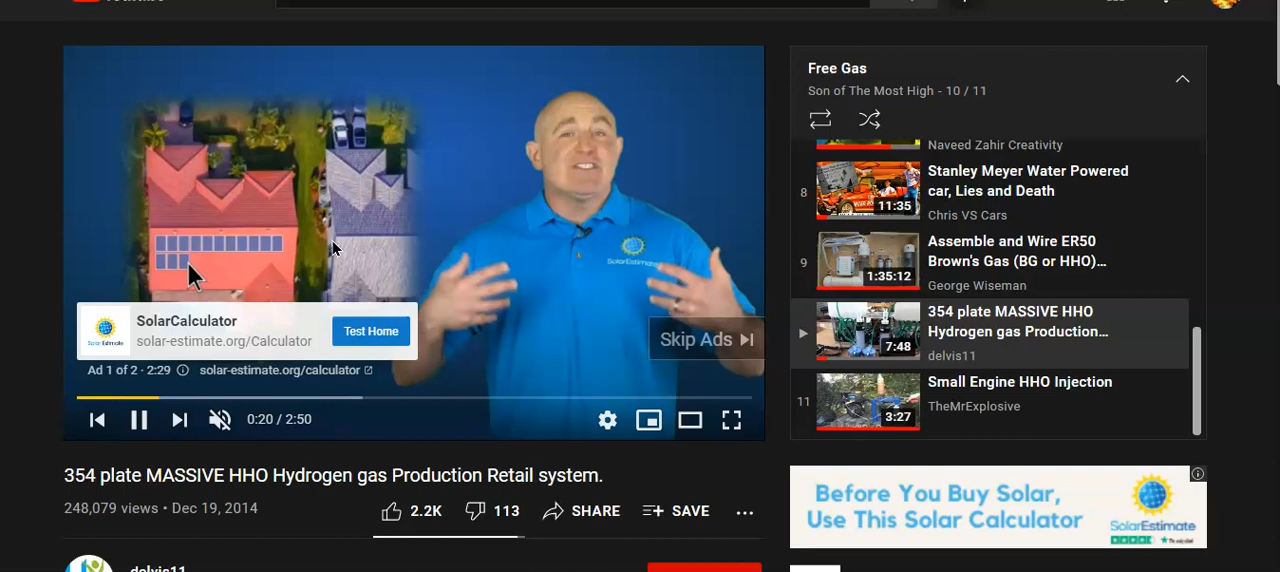 Free Gas
Son of The Most High - 10 / 11
Naveed Zahir Creativity
8
11:35
Stanley Meyer Water Powered
car, Lies and Death
Chris VS Cars
9
1:35:12
Assemble and Wire ER50
Brown's Gas (BG or HHO)...
George Wiseman
7:48
354 plate MASSIVE HHO
Hydrogen gas Production...
delvis11
11
3:27
Small Engine HHO Injection
TheMrExplosive
SolarEstimate
SolarCalculator
solar-estimate.org/Calculator
Test Home
Solar Estimate
Skip Ads
Ad 1 of 2 · 2:29
solar-estimate.org/calculator
0:20 / 2:50
354 plate MASSIVE HHO Hydrogen gas Production Retail system.
248,079 views • Dec 19, 2014
2.2K
113
SHARE
SAVE
delvis11
Before You Buy Solar,
Use This Solar Calculator
SolarEstimate